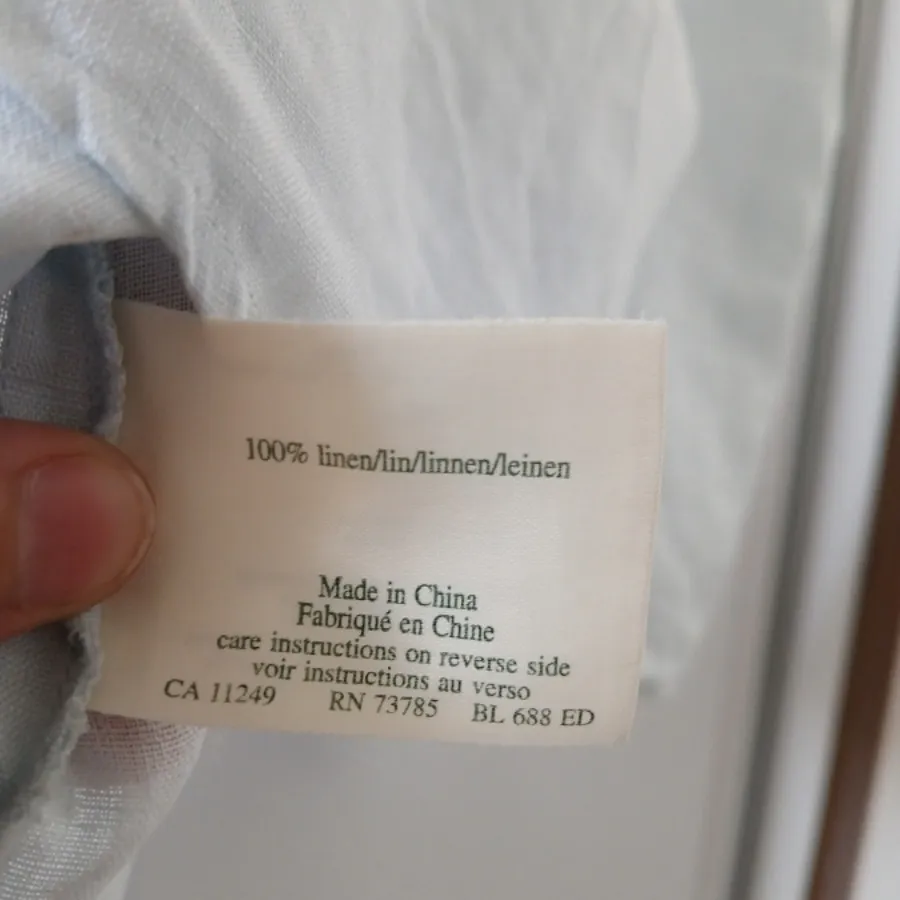 100% linen/lin/linnen/leinen
Made in China
Fabriqué en Chine
care instructions on reverse side
voir instructions au verso
CA 11249 RN 73785 BL 688 ED